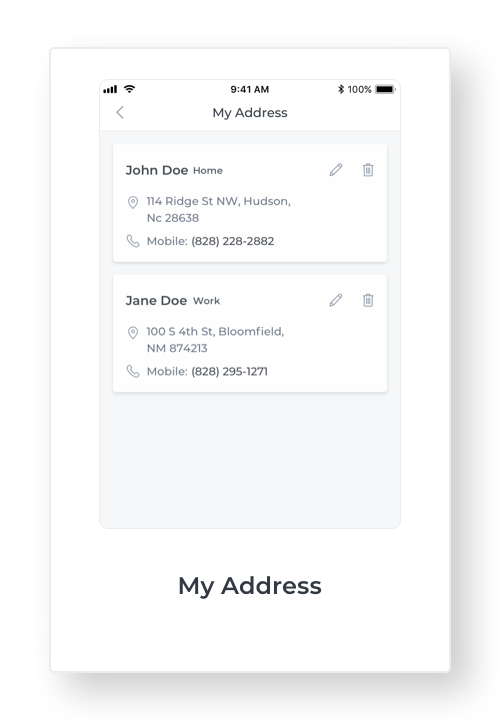 9:41 AM 100%
My Address
John Doe Home
114 Ridge St NW, Hudson,
Nc 28638
Mobile: (828) 228-2882
Jane Doe Work
100 S 4th St, Bloomfield,
NM 874213
Mobile: (828) 295-1271
My Address